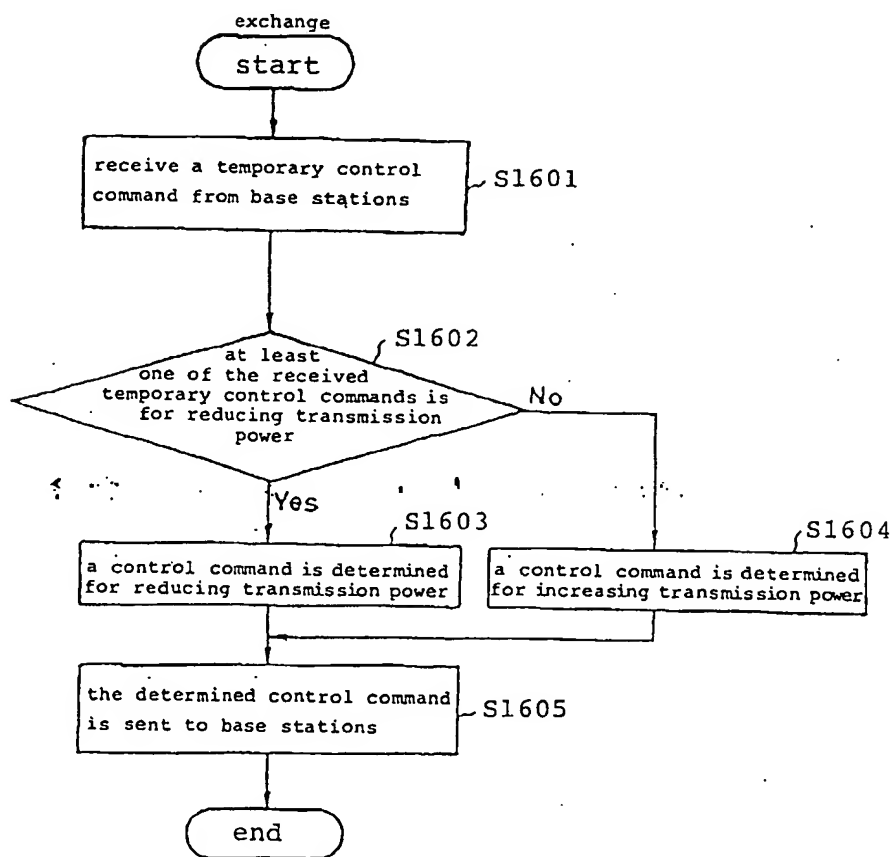 exchange
start
receive a temporary control
command from base stations
S1601
S1602
at least
one of the received
temporary control commands is
for reducing transmission
power
No
Yes
S1603
a control command is determined
for reducing transmission power
S1604
a control command is determined
for increasing transmission power
the determined control command
is sent to base stations
S1605
end